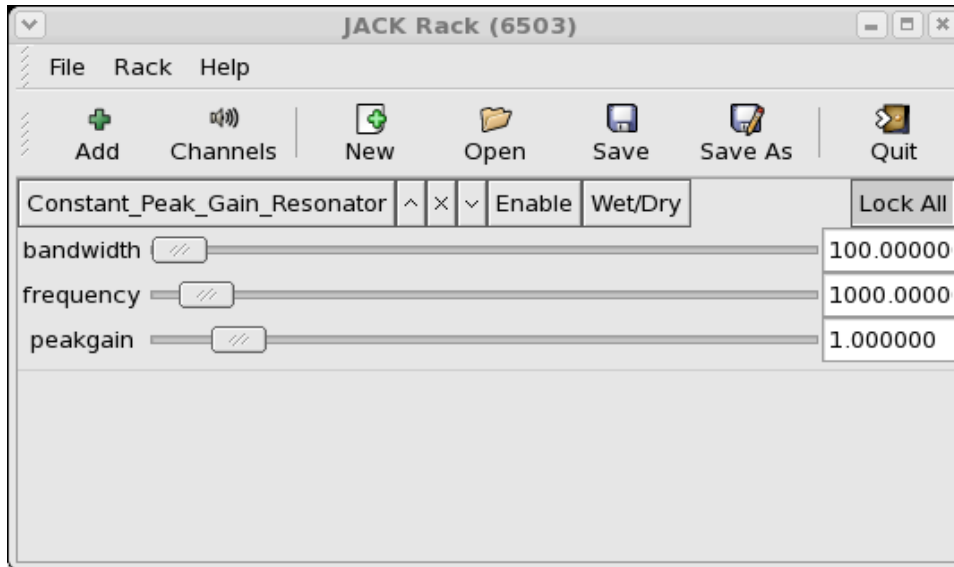 JACK Rack (6503)
File Rack Help
Add Channels New Open Save Save As Quit
Constant_Peak_Gain_Resonator Enable Wet/Dry Lock All
bandwidth 100.00000
frequency 1000.0000
peakgain 1.000000